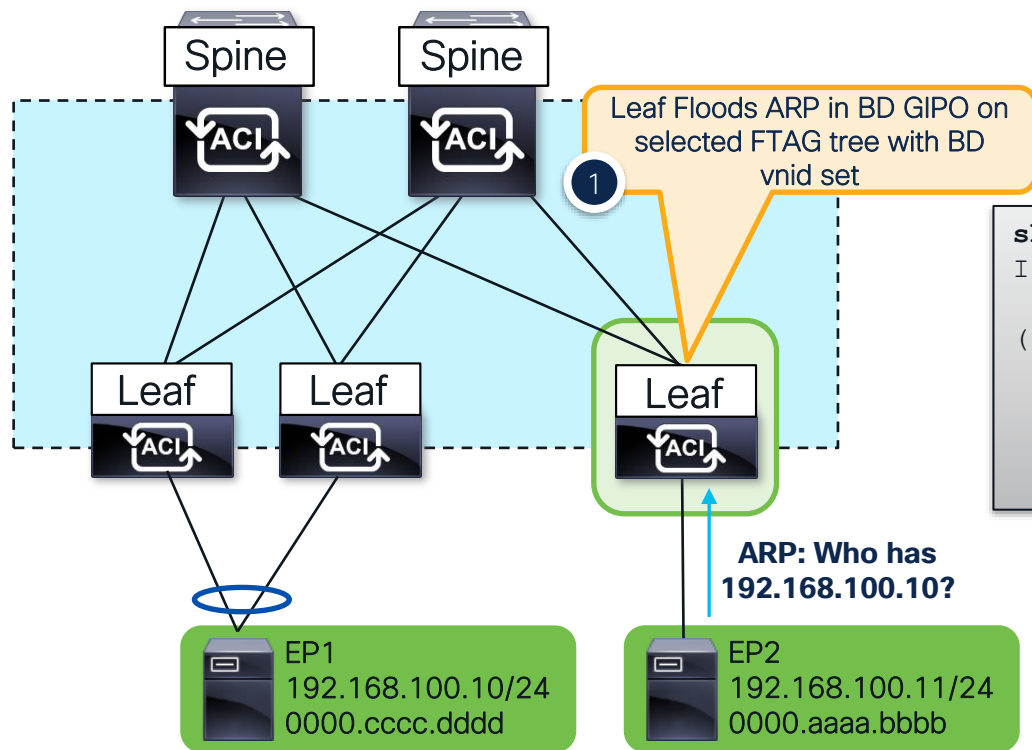 Spine
Spine
ACI
ACI
Leaf Floods ARP in BD GIPO on
selected FTAG tree with BD
vnid set
1
Leaf
Leaf
Leaf
ACI
ACI
ACI
ARP: Who has
192.168.100.10?
EP1
192.168.100.10/24
0000.cccc.dddd
EP2
192.168.100.11/24
0000.aaaa.bbbb
I
(